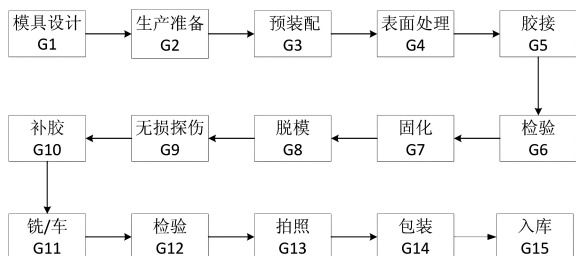 模具设计
G1
生产准备
G2
预装配
G3
表面处理
G4
胶接
G5
补胶
G10
无损探伤
G9
脱模
G8
固化
G7
检验
G6
铣/车
G11
检验
G12
拍照
G13
包装
G14
入库
G15